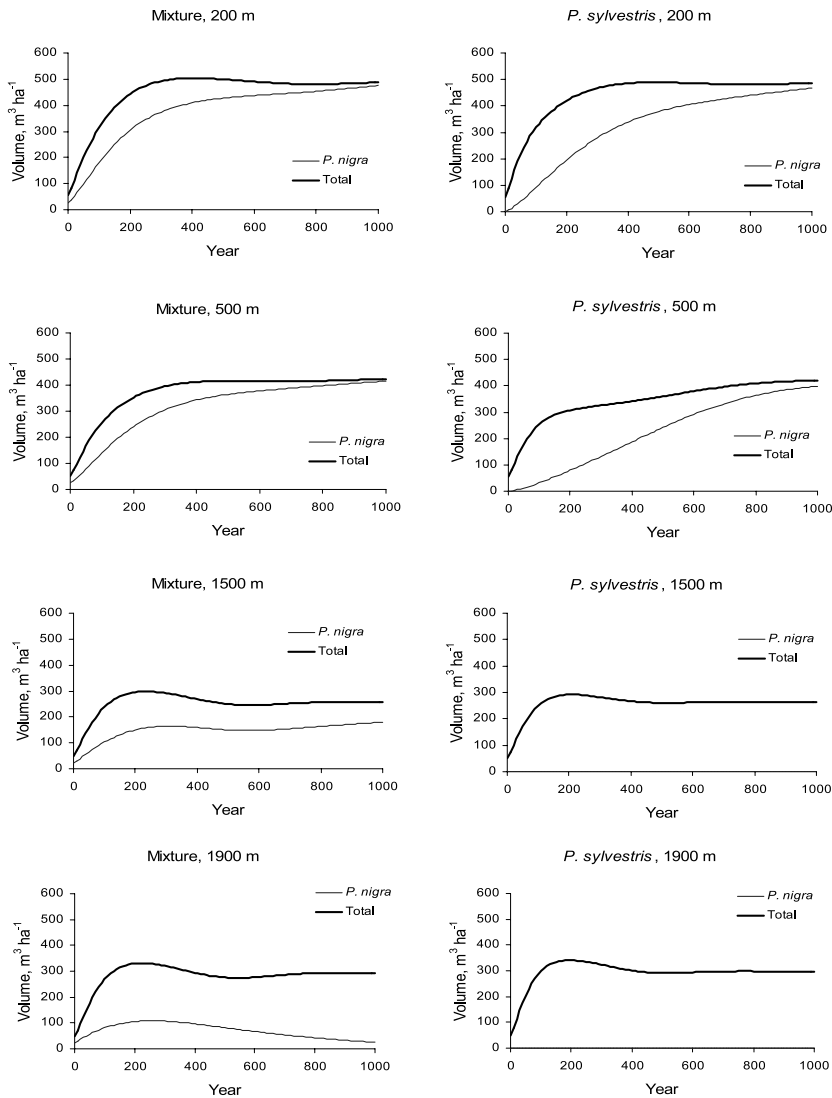 Mixture, 200 m
600
500
400
300
200
100
0
Volume, m³ ha⁻¹
P. nigra
Total
0 200 400 600 800 1000
Year
P. sylvestris, 200 m
600
500
400
300
200
100
0
Volume, m³ ha⁻¹
P. nigra
Total
0 200 400 600 800 1000
Year
Mixture, 500 m
600
500
400
300
200
100
0
Volume, m³ ha⁻¹
P. nigra
Total
0 200 400 600 800 1000
Year
P. sylvestris, 500 m
600
500
400
300
200
100
0
Volume, m³ ha⁻¹
P. nigra
Total
0 200 400 600 800 1000
Year
Mixture, 1500 m
600
500
400
300
200
100
0
Volume, m³ ha⁻¹
P. nigra
Total
0 200 400 600 800 1000
Year
P. sylvestris, 1500 m
600
500
400
300
200
100
0
Volume, m³ ha⁻¹
P. nigra
Total
0 200 400 600 800 1000
Year
Mixture, 1900 m
600
500
400
300
200
100
0
Volume, m³ ha⁻¹
P. nigra
Total
0 200 400 600 800 1000
Year
P. sylvestris, 1900 m
600
500
400
300
200
100
0
Volume, m³ ha⁻¹
P. nigra
Total
0 200 400 600 800 1000
Year